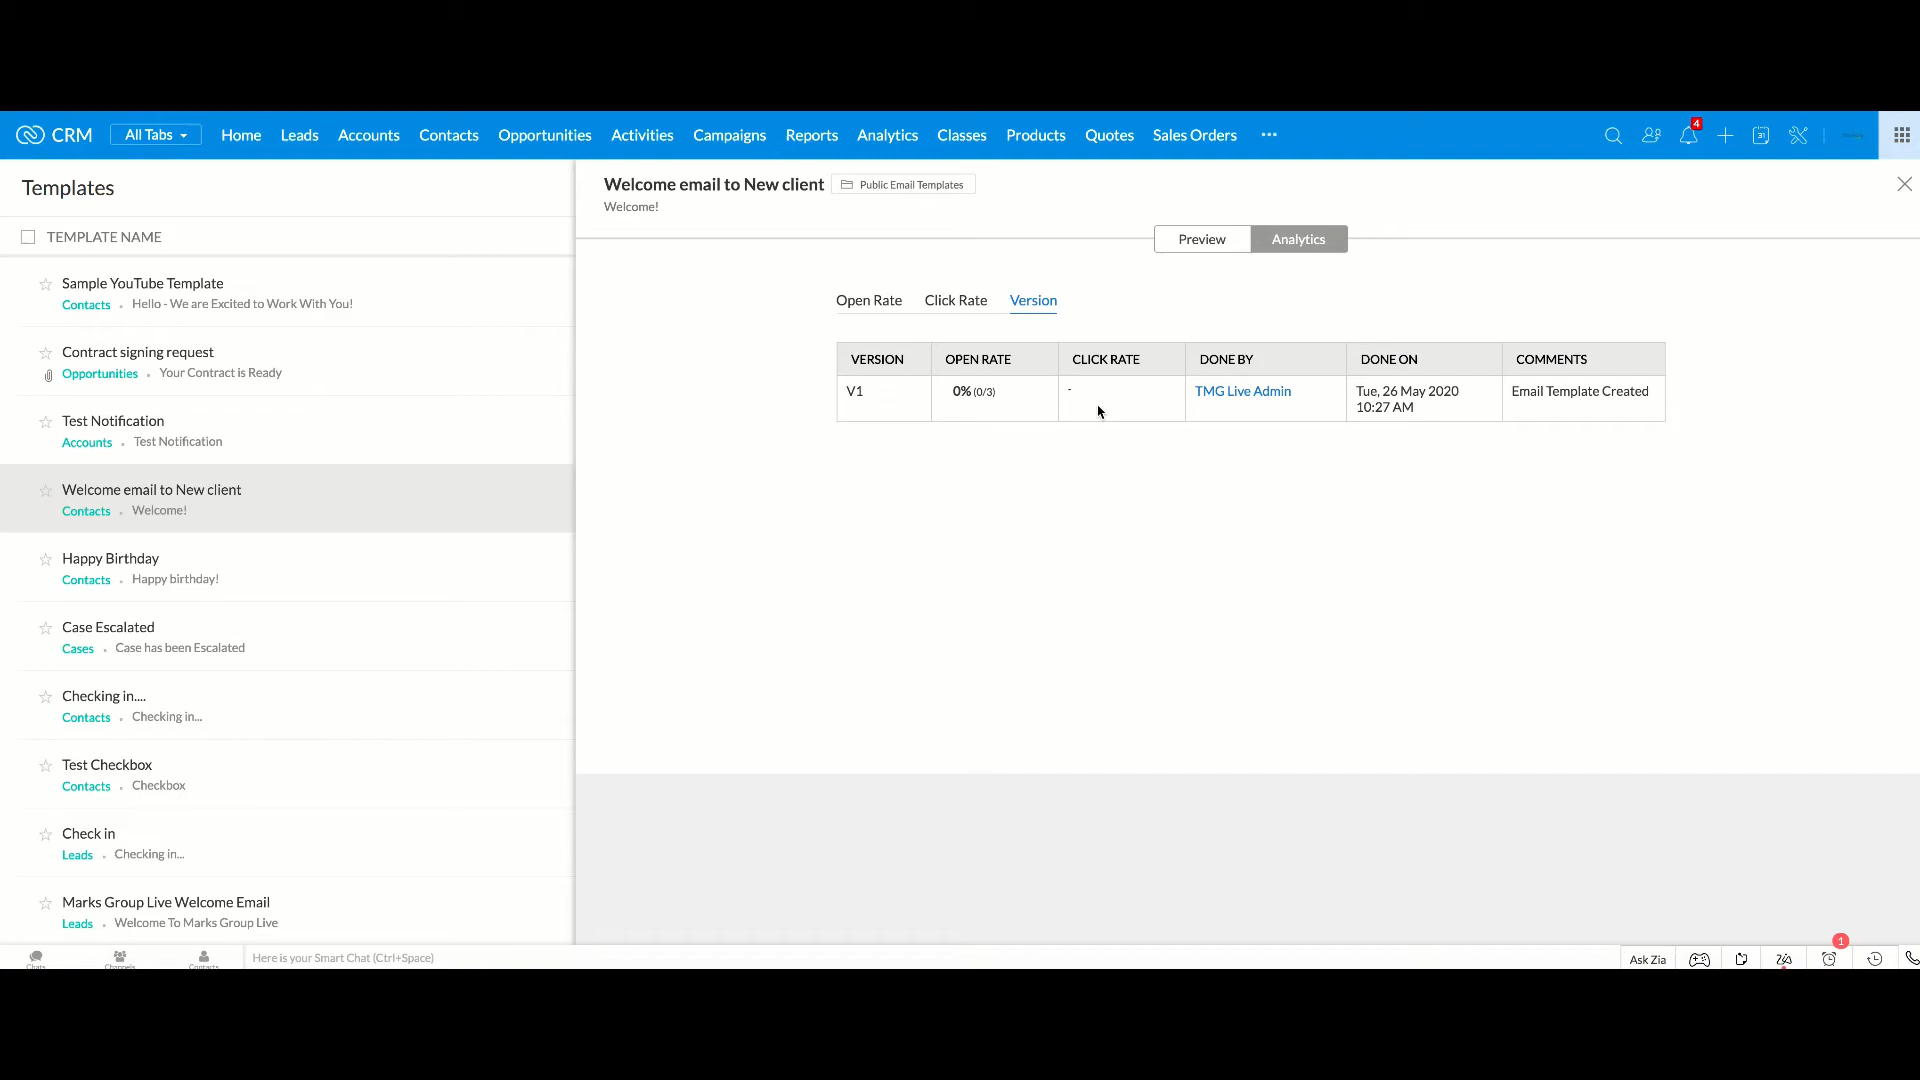 CRM All Tabs Home Leads Accounts Contacts Opportunities Activities Campaigns Reports Analytics Classes Products Quotes Sales Orders ... 4 31
Templates
TEMPLATE NAME
Sample YouTube Template
Contacts . Hello - We are Excited to Work With You!
Contract signing request
Opportunities . Your Contract is Ready
Test Notification
Accounts . Test Notification
Welcome email to New client
Contacts . Welcome!
Happy Birthday
Contacts . Happy birthday!
Case Escalated
Cases . Case has been Escalated
Checking in....
Contacts . Checking in...
Test Checkbox
Contacts . Checkbox
Check in
Leads . Checking in...
Marks Group Live Welcome Email
Leads . Welcome To Marks Group Live
Welcome email to New client Public Email Templates
Welcome!
Preview Analytics
Open Rate Click Rate Version
VERSION OPEN RATE CLICK RATE DONE BY DONE ON COMMENTS
V1 0% (0/3) - TMG Live Admin Tue, 26 May 2020 Email Template Created
10:27 AM
Chats Channels Contacts Here is your Smart Chat (Ctrl+Space) Ask Zia 1